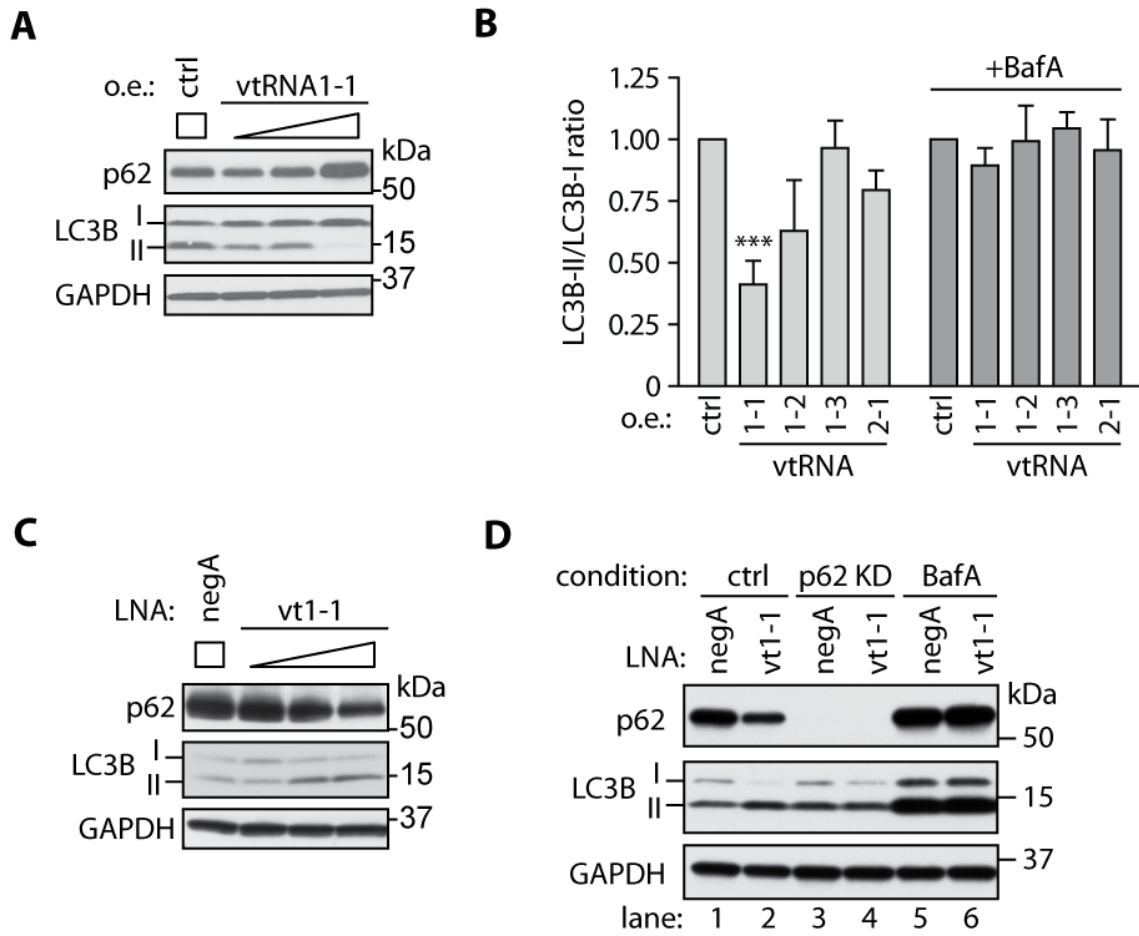 A
o.e.: ctrl vtRNA1-1
kDa
p62
50
LC3B I
II
15
GAPDH
37
B
+BafA
LC3B-II/LC3B-I ratio
1.25
1.00
0.75
0.50
0.25
0
***
o.e.: ctrl 1-1 1-2 1-3 2-1 ctrl 1-1 1-2 1-3 2-1
vtRNA vtRNA
C
LNA: negA vt1-1
kDa
p62
50
LC3B I
II
15
GAPDH
37
D
condition: ctrl p62 KD BafA
LNA: negA vt1-1 negA vt1-1 negA vt1-1
kDa
p62
50
LC3B I
II
15
GAPDH
37
lane: 1 2 3 4 5 6